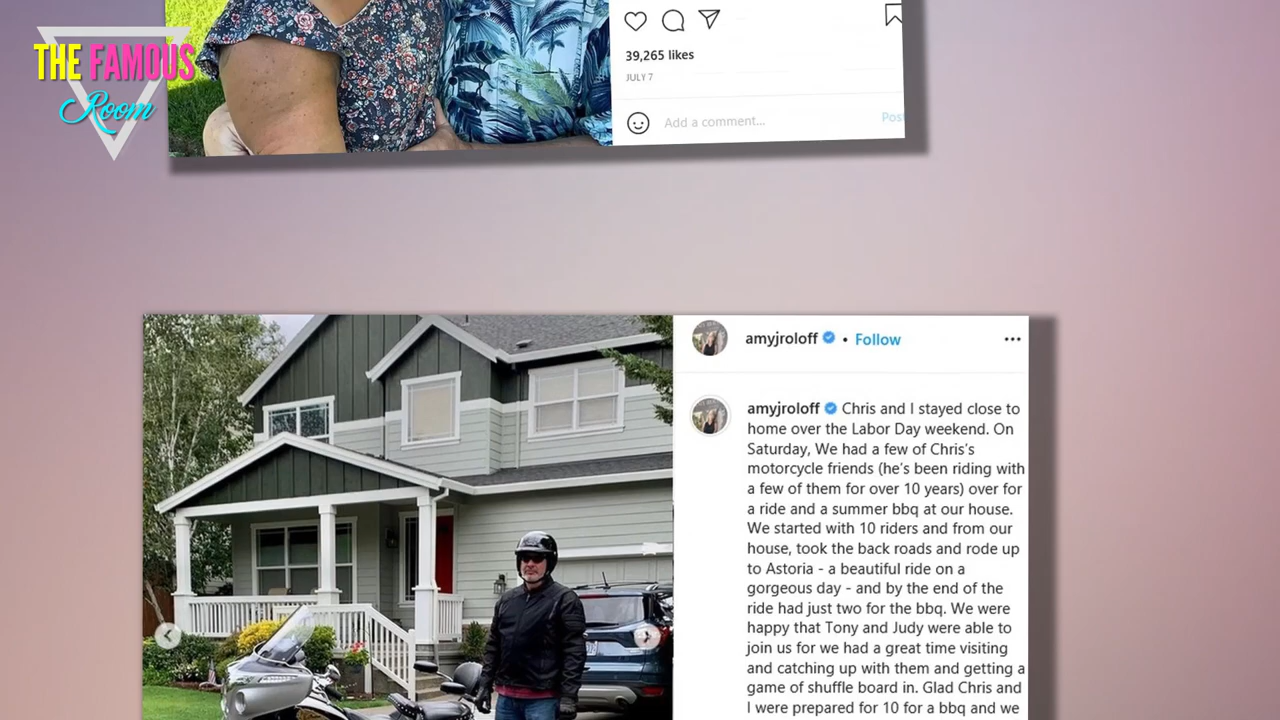 THE FAMOUS
Room
39,265 likes
JULY 7
Add a comment...
Pos
amyjroloff • Follow
amyjroloff Chris and I stayed close to
home over the Labor Day weekend. On
Saturday, We had a few of Chris's
motorcycle friends (he's been riding with
a few of them for over 10 years) over for
a ride and a summer bbq at our house.
We started with 10 riders and from our
house, took the back roads and rode up
to Astoria - a beautiful ride on a
gorgeous day - and by the end of the
ride had just two for the bbq. We were
happy that Tony and Judy were able to
join us for we had a great time visiting
and catching up with them and getting a
game of shuffle board in. Glad Chris and
I were prepared for 10 for a bbq and we